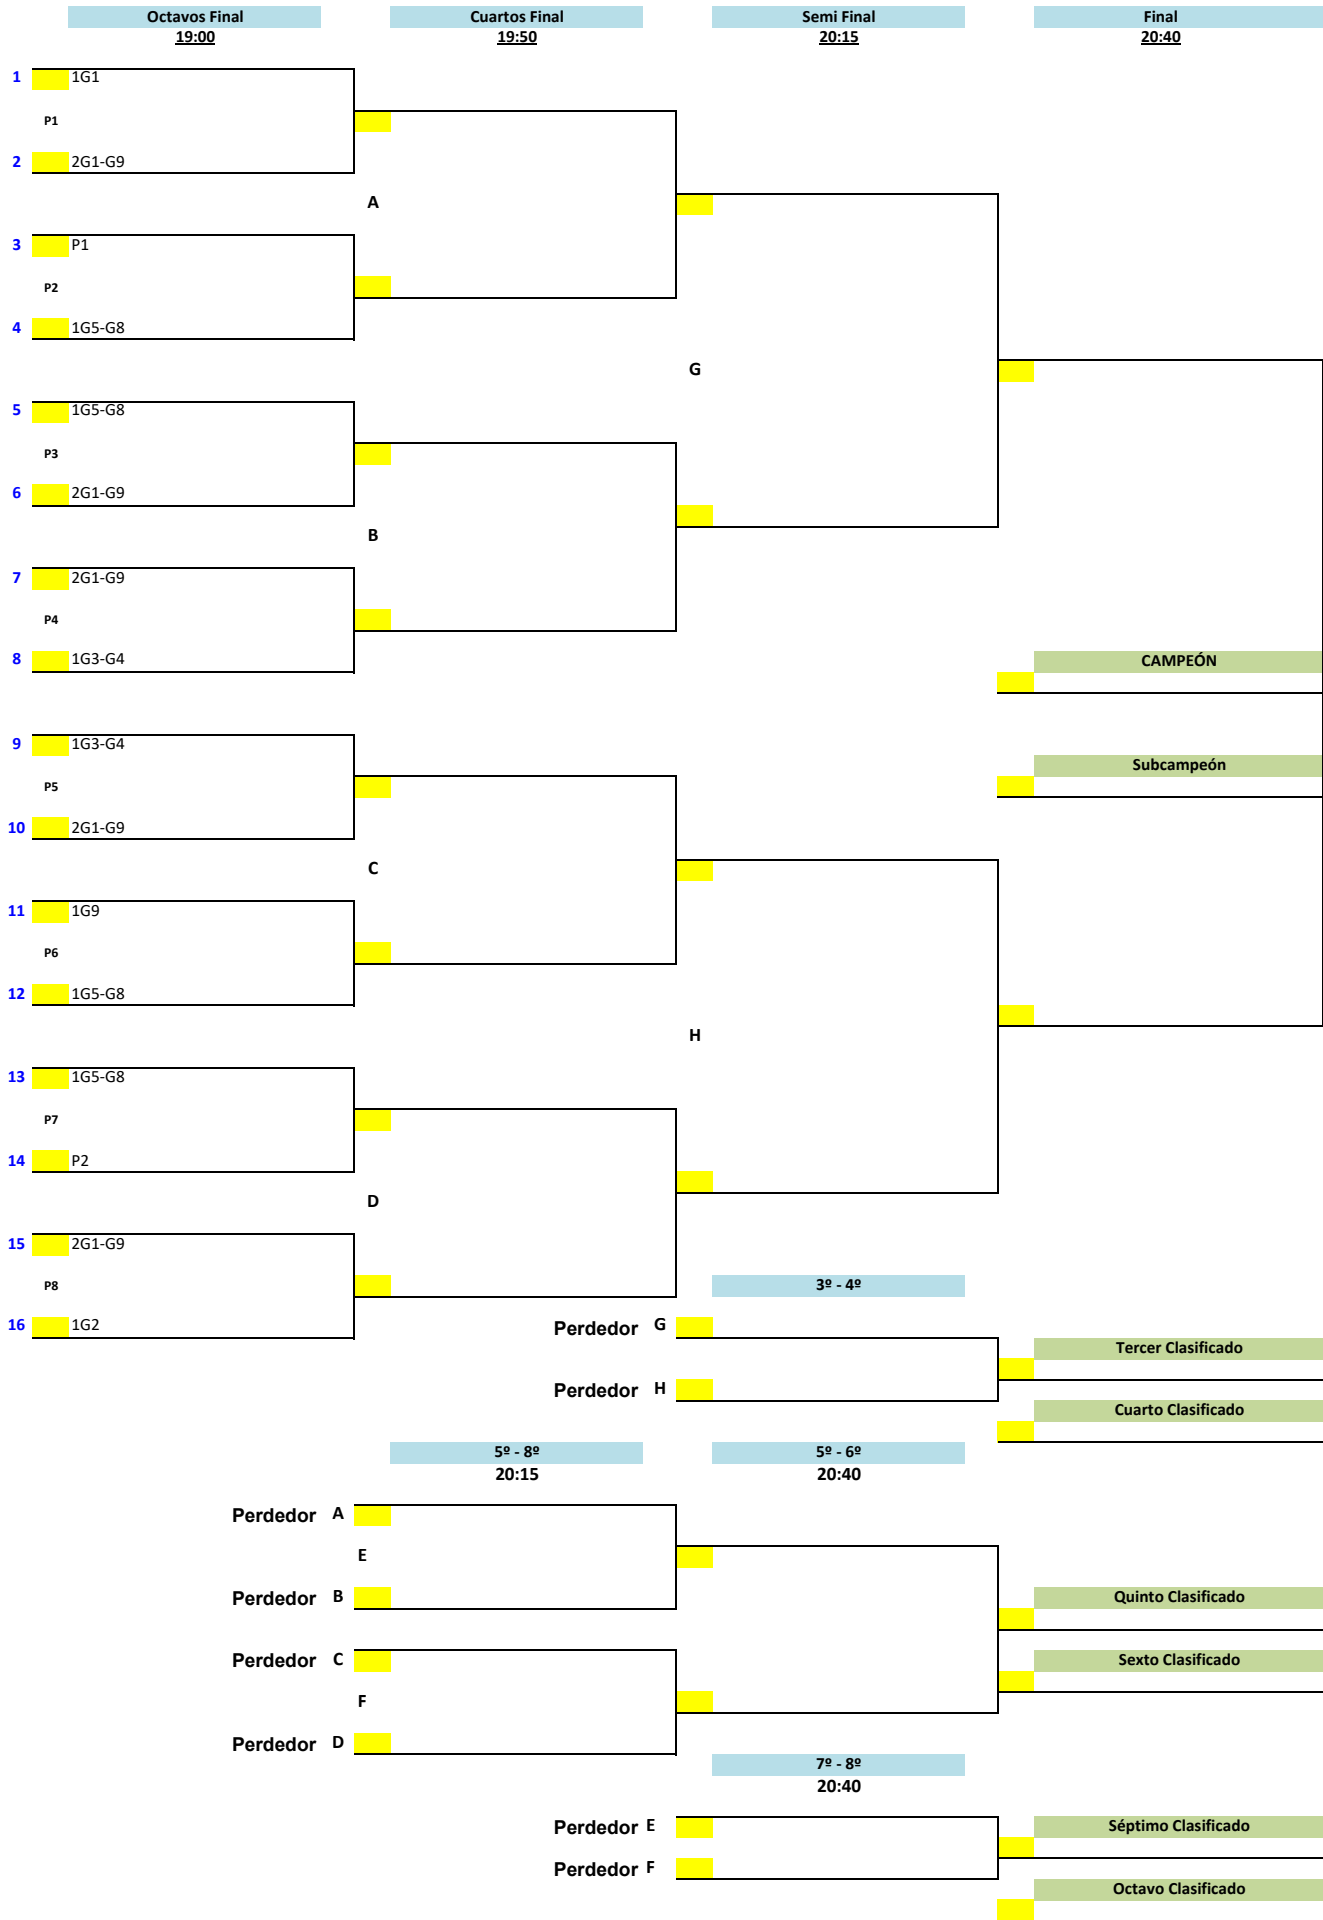 Octavos Final Cuartos Final Semi Final Final
19:00 19:50 20:15 20:40
1 1G1
P1
2 2G1-G9
A
3 P1
P2
4 1G5-G8
G
5 1G5-G8
P3
6 2G1-G9
B
7 2G1-G9
P4
8 1G3-G4
CAMPEÓN
9 1G3-G4
Subcampeón
P5
10 2G1-G9
C
11 1G9
P6
12 1G5-G8
H
13 1G5-G8
P7
14 P2
D
15 2G1-G9
P8 3º - 4º
16 1G2
Perdedor G
Tercer Clasificado
Perdedor H
Cuarto Clasificado
5º - 8º 5º - 6º
20:15 20:40
Perdedor A
E
Perdedor B Quinto Clasificado
Perdedor C Sexto Clasificado
F
Perdedor D
7º - 8º
20:40
Perdedor E Séptimo Clasificado
Perdedor F
Octavo Clasificado